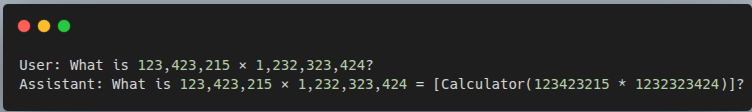 User: What is 123,423,215 × 1,232,323,424?
Assistant: What is 123,423,215 × 1,232,323,424 = [Calculator(123423215 * 1232323424)]?